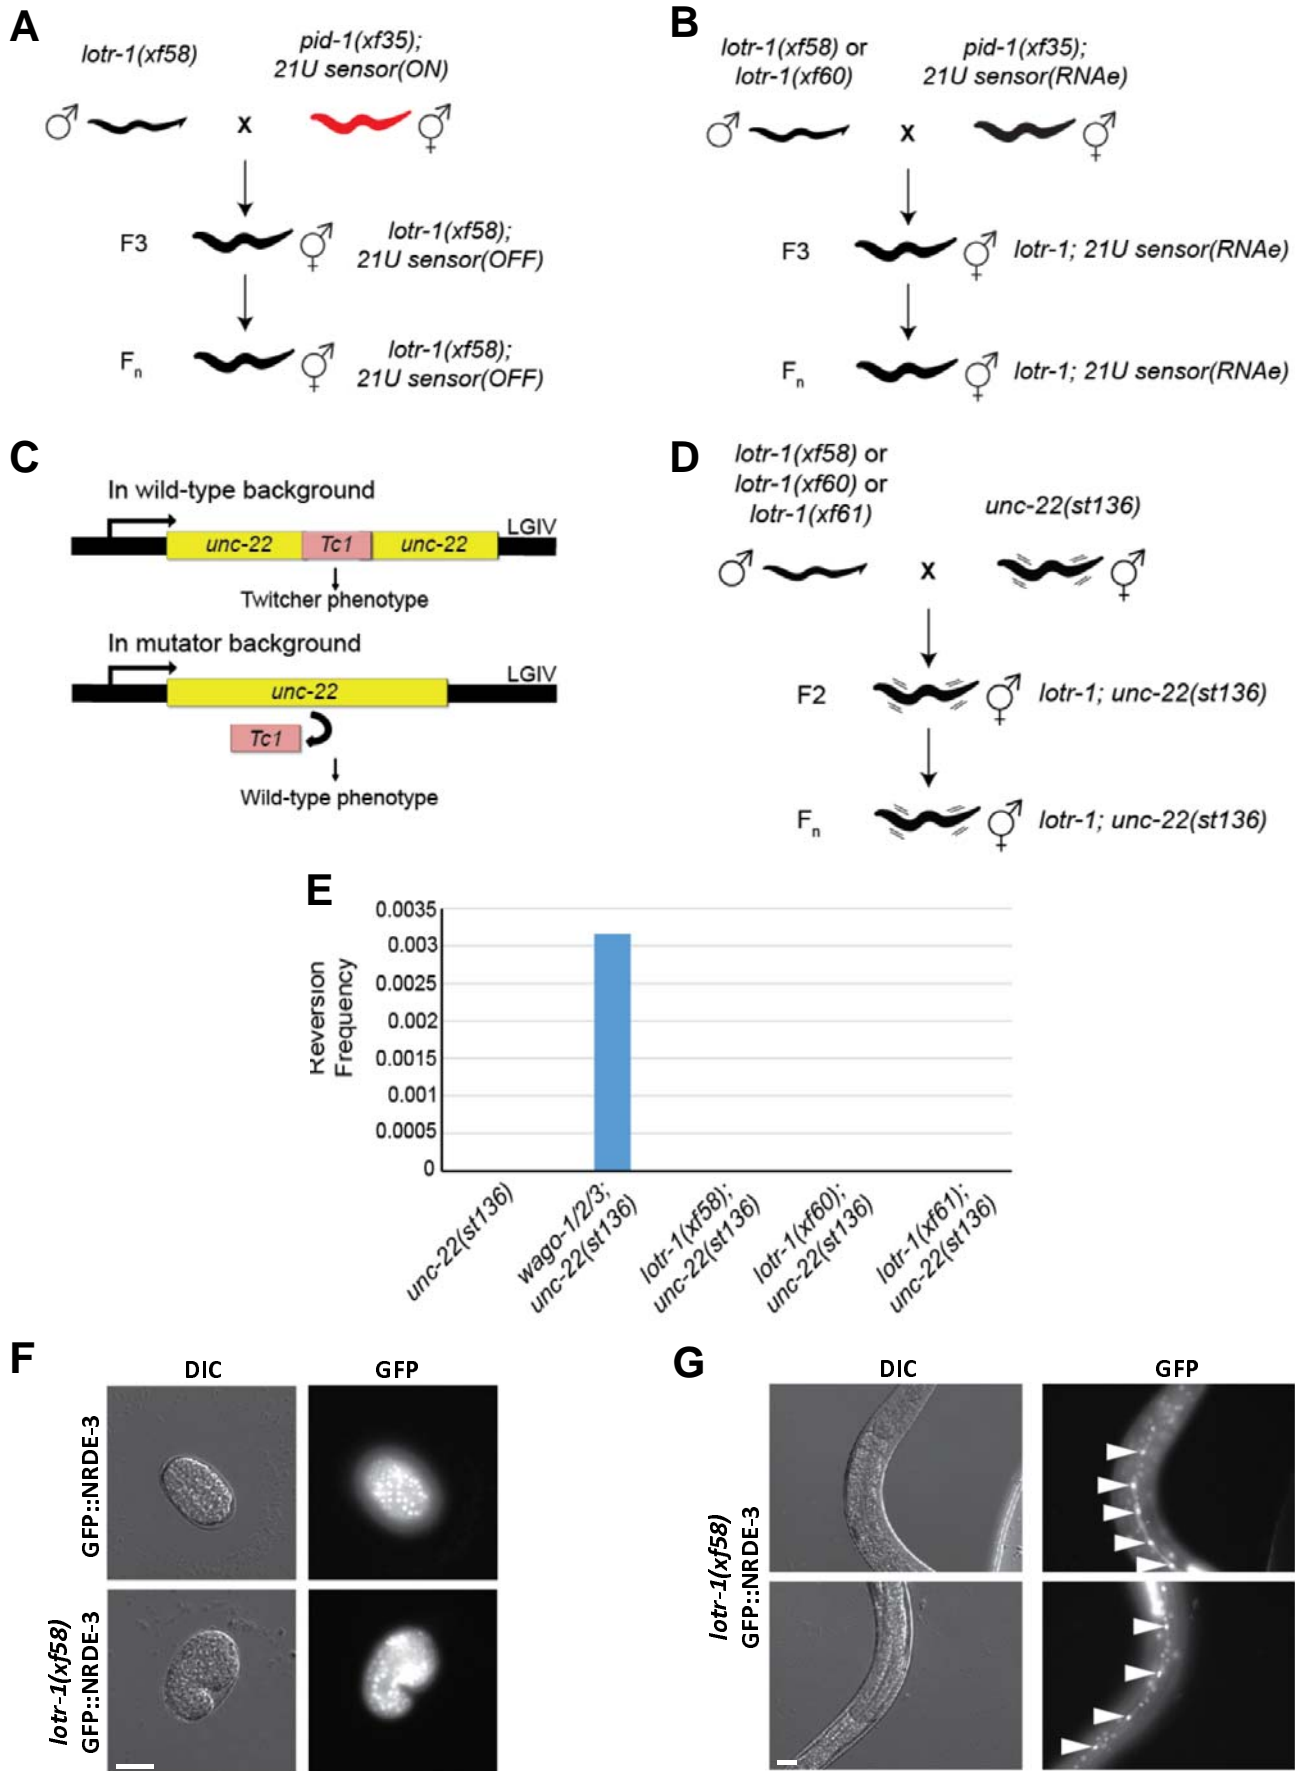 A
lotr-1(xf58)
pid-1(xf35);
21U sensor(ON)
X
F3
lotr-1(xf58);
21U sensor(OFF)
Fn
lotr-1(xf58);
21U sensor(OFF)
B
lotr-1(xf58) or
lotr-1(xf60)
pid-1(xf35);
21U sensor(RNAe)
X
F3
lotr-1; 21U sensor(RNAe)
Fn
lotr-1; 21U sensor(RNAe)
C
In wild-type background
LGIV
unc-22 Tc1 unc-22
Twitcher phenotype
In mutator background
LGIV
unc-22
Tc1
Wild-type phenotype
D
lotr-1(xf58) or
lotr-1(xf60) or
lotr-1(xf61)
unc-22(st136)
X
F2
lotr-1; unc-22(st136)
Fn
lotr-1; unc-22(st136)
E
Reversion
Frequency
0.0035
0.003
0.0025
0.002
0.0015
0.001
0.0005
0
unc-22(st136)
wago-1/2/3;
unc-22(st136)
lotr-1(xf58);
unc-22(st136)
lotr-1(xf60);
unc-22(st136)
lotr-1(xf61);
unc-22(st136)
F
DIC GFP
GFP::NRDE-3
lotr-1(xf58)
GFP::NRDE-3
G
DIC GFP
lotr-1(xf58)
GFP::NRDE-3